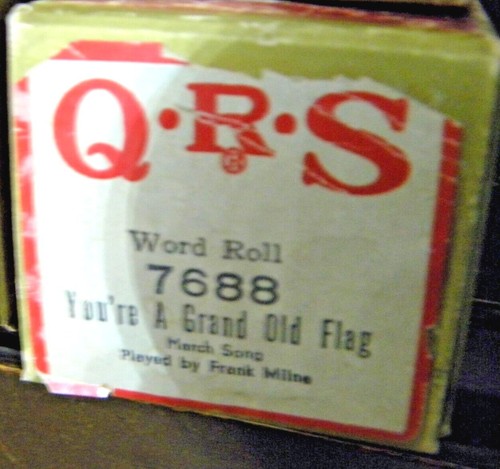 Q·R·S
®
Word Roll
7688
You're A Grand Old Flag
March Song
Played by Frank Milne